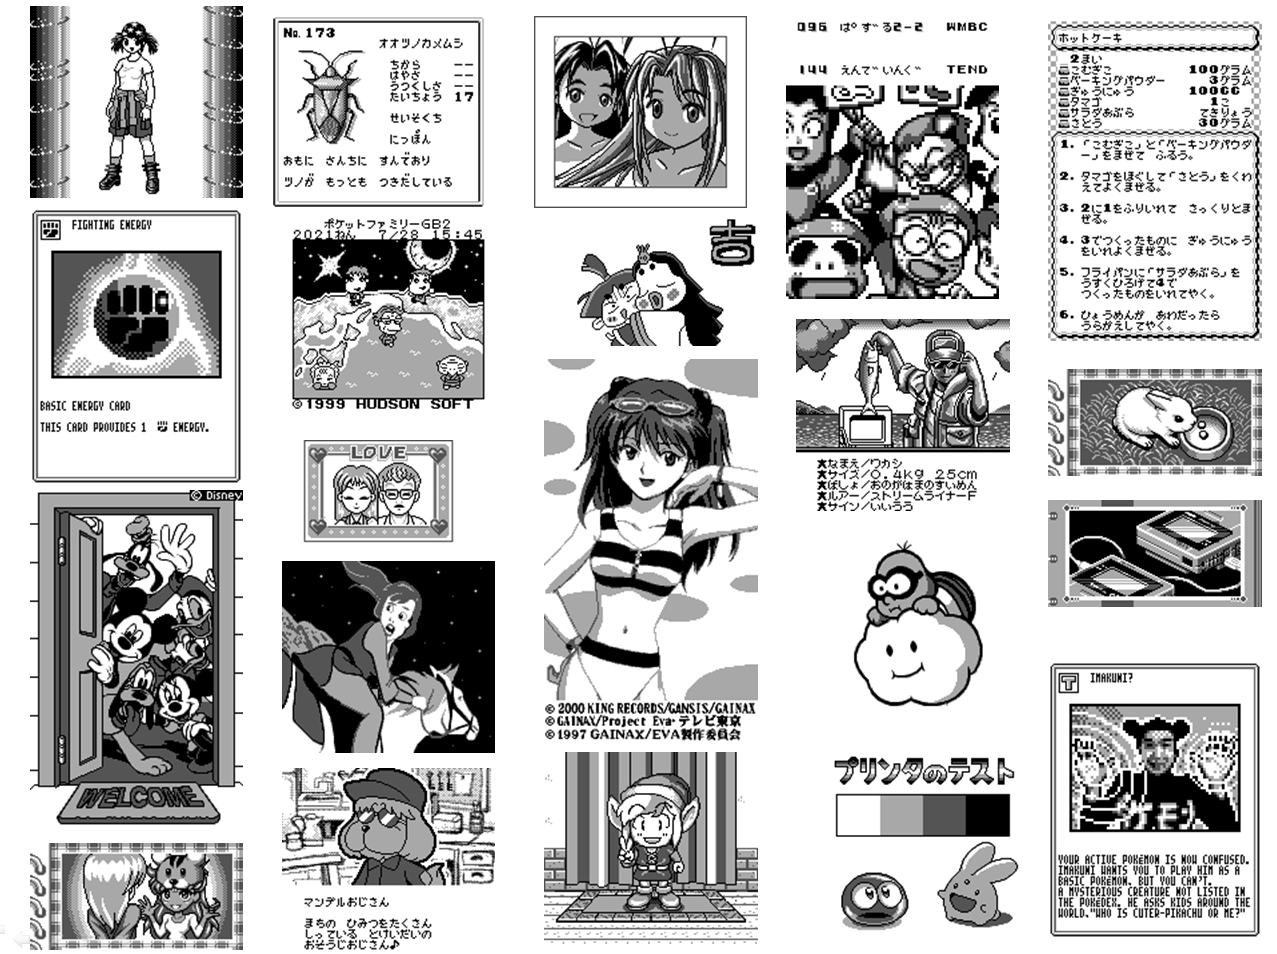 No. 173
オオツノカメムシ
ちから --
はやさ --
うつくしさ --
たいちょう 17
せいそくち
にっぽん
おもに さんちに すんでおり
ツノが もっとも つきだしている
096 ぱずる2-2 WMBC
144 えんでぃんぐ TEND
ホットケーキ
2まい
こむぎこ 100グラム
ベーキングパウダー 3グラム
ぎゅうにゅう 100CC
タマゴ 1こ
サラダあぶら てきりょう
さとう 30グラム
1. 「こむぎこ」と「ベーキングパウダ
ー」をまぜて ふるう。
2. タマゴをほぐして「さとう」をくわ
えてよくまぜる。
3. 2に1をふりいれて さっくりとま
ぜる。
4. 3でつくったものに ぎゅうにゅう
をいれよくまぜる。
5. フライパンに「サラダあぶら」を
うすくひろげて4で
つくったものをいれてやく。
6. ひょうめんが あわだったら
うらがえしてやく。
FIGHTING ENERGY
BASIC ENERGY CARD
THIS CARD PROVIDES 1 ENERGY.
ポケットファミリーGB2
2021ねん 7/28 15:45
©1999 HUDSON SOFT
吉
LOVE
★なまえ/ワカシ
★サイズ/0.4kg 25cm
★ばしょ/おのがはまのすいめん
★ルアー/ストリームライナーF
★サイン/いいろろ
© Disney
WELCOME
© 2000 KING RECORDS/GANSIS/GAINAX
©GAINAX/Project Eva・テレビ東京
©1997 GAINAX/EVA製作委員会
プリンタのテスト
マンデルおじさん
まちの ひみつをたくさん
しっている とけいだいの
おそうじおじさん♪
IMAKUNI?
YOUR ACTIVE POKéMON IS NOW CONFUSED.
IMAKUNI WANTS YOU TO PLAY HIM AS A
BASIC POKéMON, BUT YOU CAN'T.
A MYSTERIOUS CREATURE NOT LISTED IN
THE POKéDEX. HE ASKS KIDS AROUND THE
WORLD,"WHO IS CUTER-PIKACHU OR ME?"